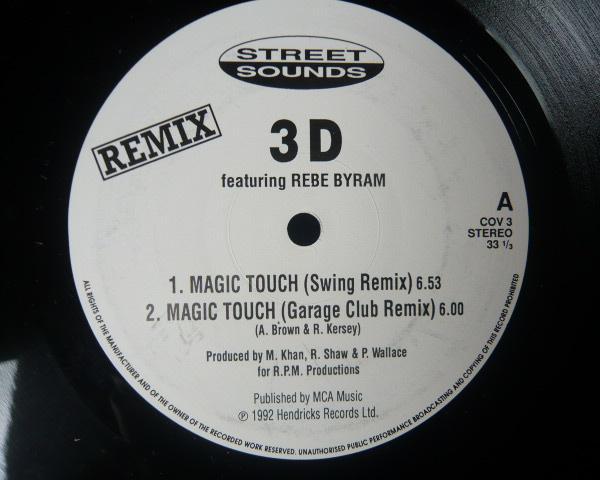 STREET
SOUNDS
REMIX
3 D
featuring REBE BYRAM
A
COV 3
STEREO
33 1/3
1. MAGIC TOUCH (Swing Remix) 6.53
2. MAGIC TOUCH (Garage Club Remix) 6.00
(A. Brown & R. Kersey)
Produced by M. Khan, R. Shaw & P. Wallace
for R.P.M. Productions
Published by MCA Music
℗ 1992 Hendricks Records Ltd.
ALL RIGHTS OF THE MANUFACTURER AND OF THE OWNER OF THE RECORDED WORK RESERVED. UNAUTHORISED PUBLIC PERFORMANCE BROADCASTING AND COPYING OF THIS RECORD PROHIBITED